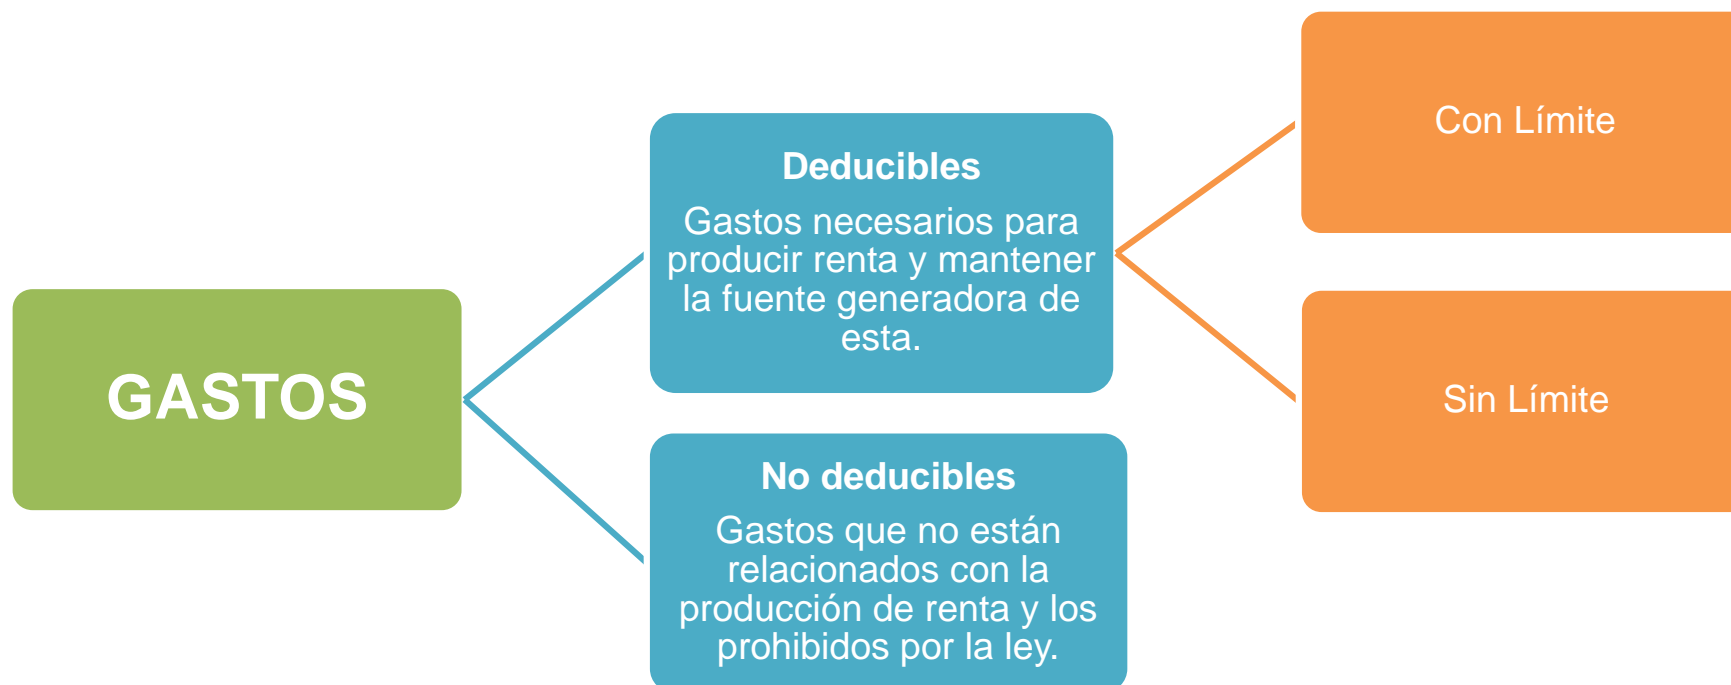 GASTOS
Deducibles
Gastos necesarios para
producir renta y mantener
la fuente generadora de
esta.
No deducibles
Gastos que no están
relacionados con la
producción de renta y los
prohibidos por la ley.
Con Límite
Sin Límite